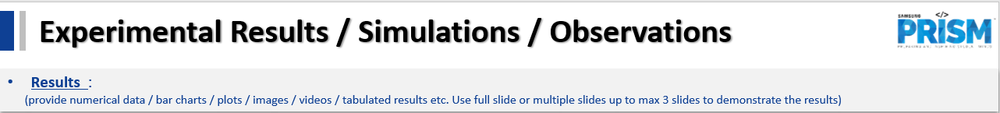 Experimental Results / Simulations / Observations
SAMSUNG </>
PRISM
• Results :
(provide numerical data / bar charts / plots / images / videos / tabulated results etc. Use full slide or multiple slides up to max 3 slides to demonstrate the results)